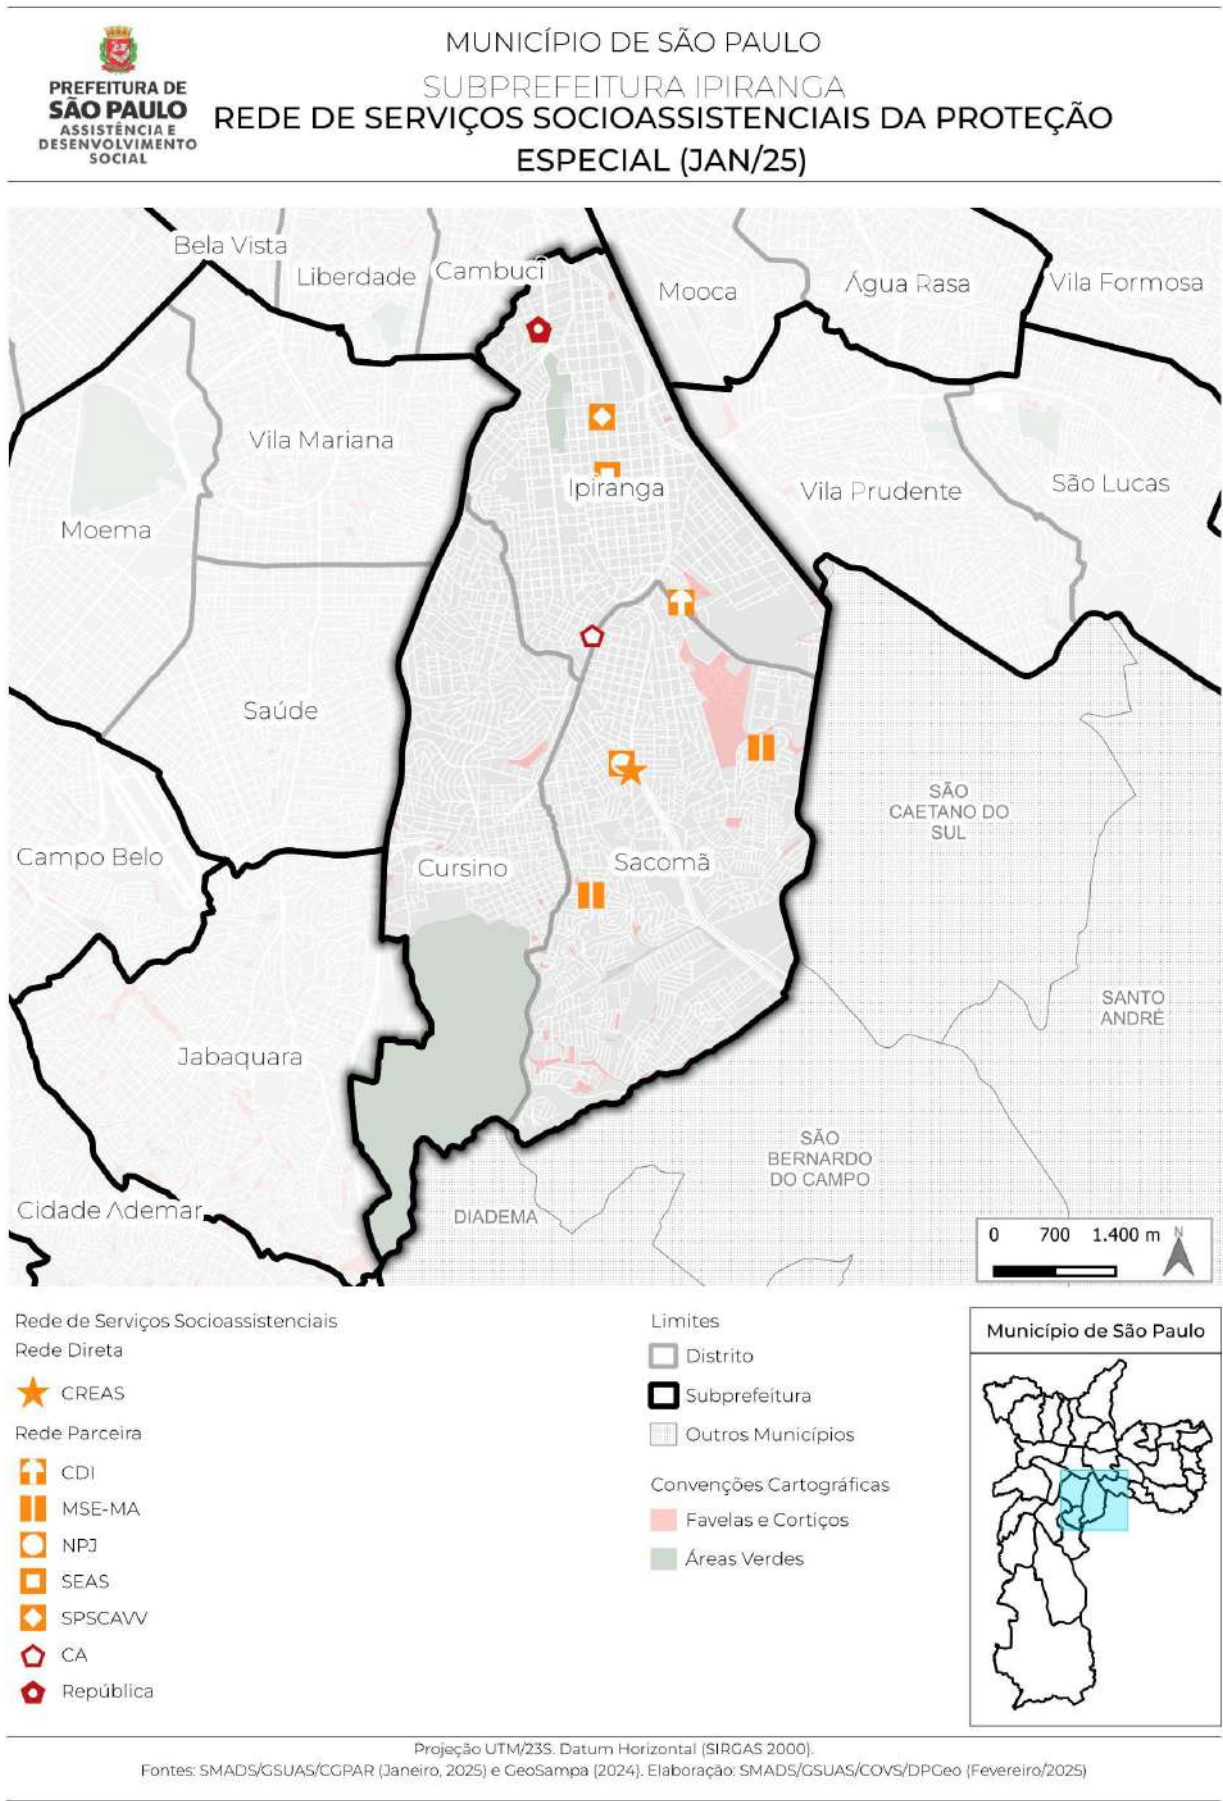 PREFEITURA DE
SÃO PAULO
ASSISTÊNCIA E
DESENVOLVIMENTO
SOCIAL
MUNICÍPIO DE SÃO PAULO
SUBPREFEITURA IPIRANGA
REDE DE SERVIÇOS SOCIOASSISTENCIAIS DA PROTEÇÃO
ESPECIAL (JAN/25)
Bela Vista
Liberdade
Cambuci
Mooca
Água Rasa
Vila Formosa
Vila Mariana
Ipiranga
Vila Prudente
São Lucas
Moema
Saúde
SÃO
CAETANO DO
SUL
Campo Belo
Cursino
Sacomã
SANTO
ANDRÉ
Jabaquara
SÃO
BERNARDO
DO CAMPO
Cidade Ademar
DIADEMA
0 700 1.400 m N
Rede de Serviços Socioassistenciais
Rede Direta
CREAS
Rede Parceira
CDI
MSE-MA
NPJ
SEAS
SPSCAVV
CA
República
Limites
Distrito
Subprefeitura
Outros Municípios
Convenções Cartográficas
Favelas e Cortiços
Áreas Verdes
Município de São Paulo
Projeção UTM/23S. Datum Horizontal (SIRGAS 2000).
Fontes: SMADS/GSUAS/CGPAR (Janeiro, 2025) e GeoSampa (2024). Elaboração: SMADS/GSUAS/COVS/DPGeo (Fevereiro/2025)